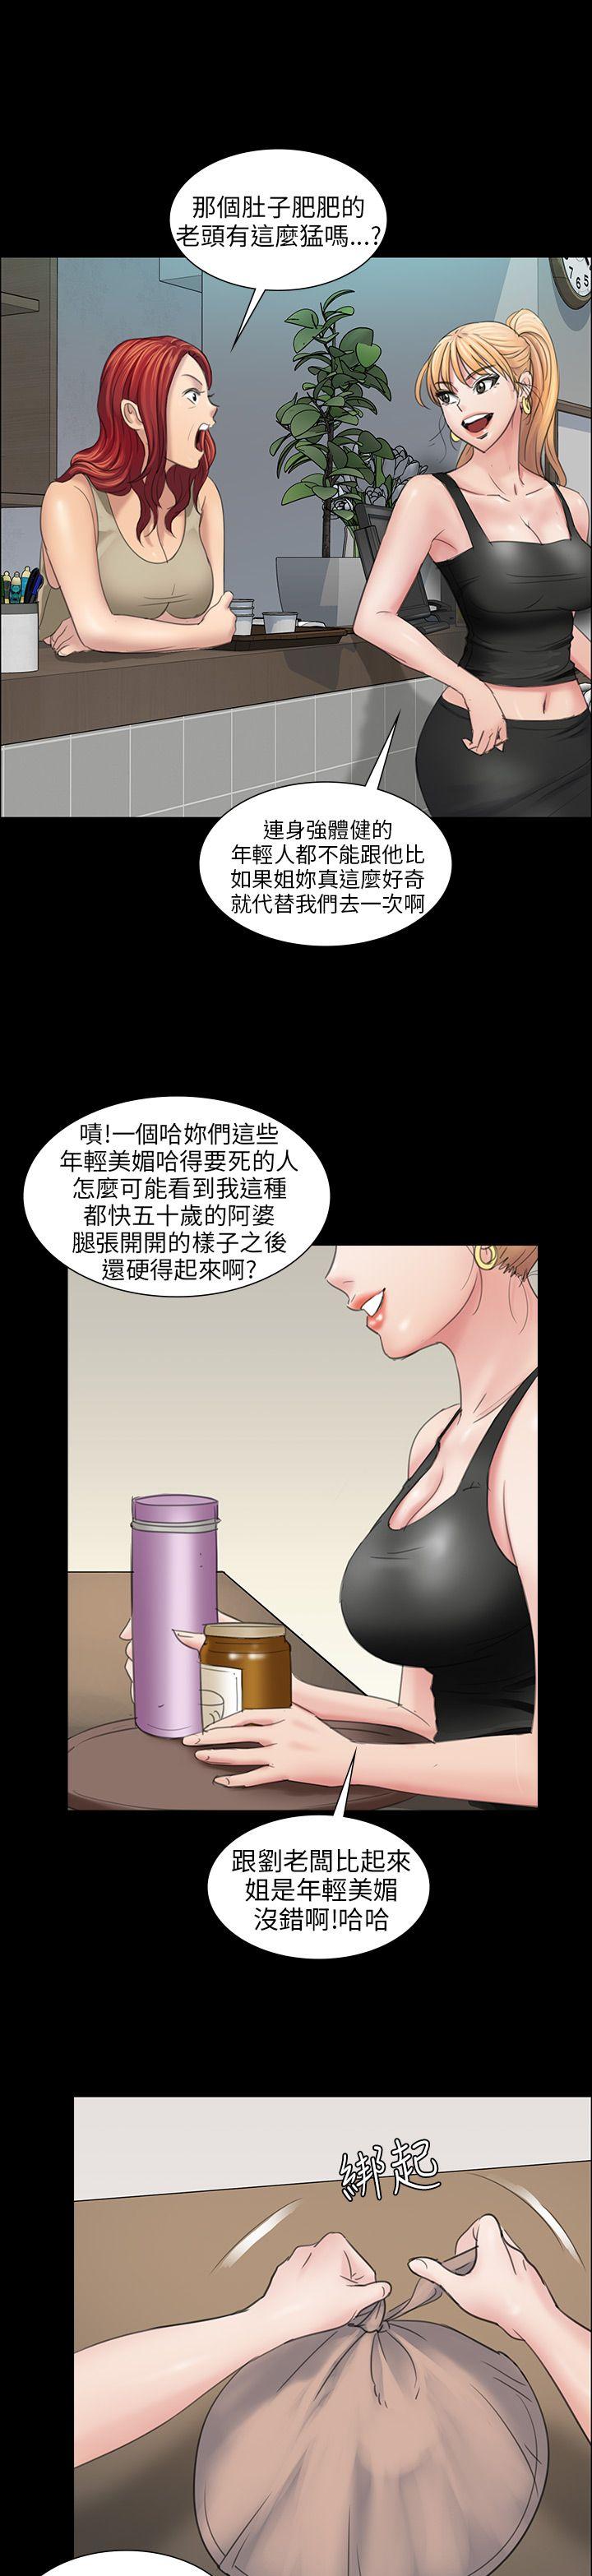 那個肚子肥肥的
老頭有這麼猛嗎...?
7
6
5
連身強體健的
年輕人都不能跟他比
如果姐妳真這麼好奇
就代替我們去一次啊
嘖!一個哈妳們這些
年輕美媚哈得要死的人
怎麼可能看到我這種
都快五十歲的阿婆
腿張開開的樣子之後
還硬得起來啊?
跟劉老闆比起來
姐是年輕美媚
沒錯啊!哈哈
綁起